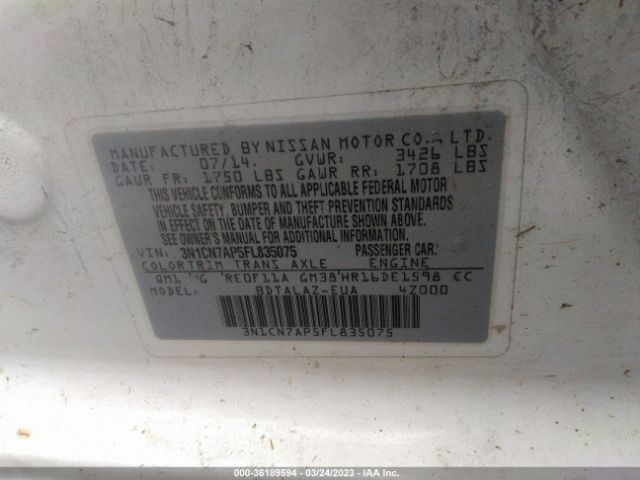 MANUFACTURED BY NISSAN MOTOR CO., LTD.
DATE: 07/14. GVWR: 3426 LBS
GAWR FR: 1750 LBS GAWR RR: 1708 LBS
THIS VEHICLE CONFORMS TO ALL APPLICABLE FEDERAL MOTOR
VEHICLE SAFETY, BUMPER AND THEFT PREVENTION STANDARDS
IN EFFECT ON THE DATE OF MANUFACTURE SHOWN ABOVE.
SEE OWNER'S MANUAL FOR ADDITIONAL INFORMATION.
VIN: 3N1CN7AP5FL835075 PASSENGER CAR
COLOR TRIM TRANS AXLE ENGINE
QM1 G RE0F11A GM38 HR16DE1598 CC
MODEL: BDTALAZ-EUA 4Z000
3N1CN7AP5FL835075
000-36189594 — 03/24/2023 — IAA Inc.